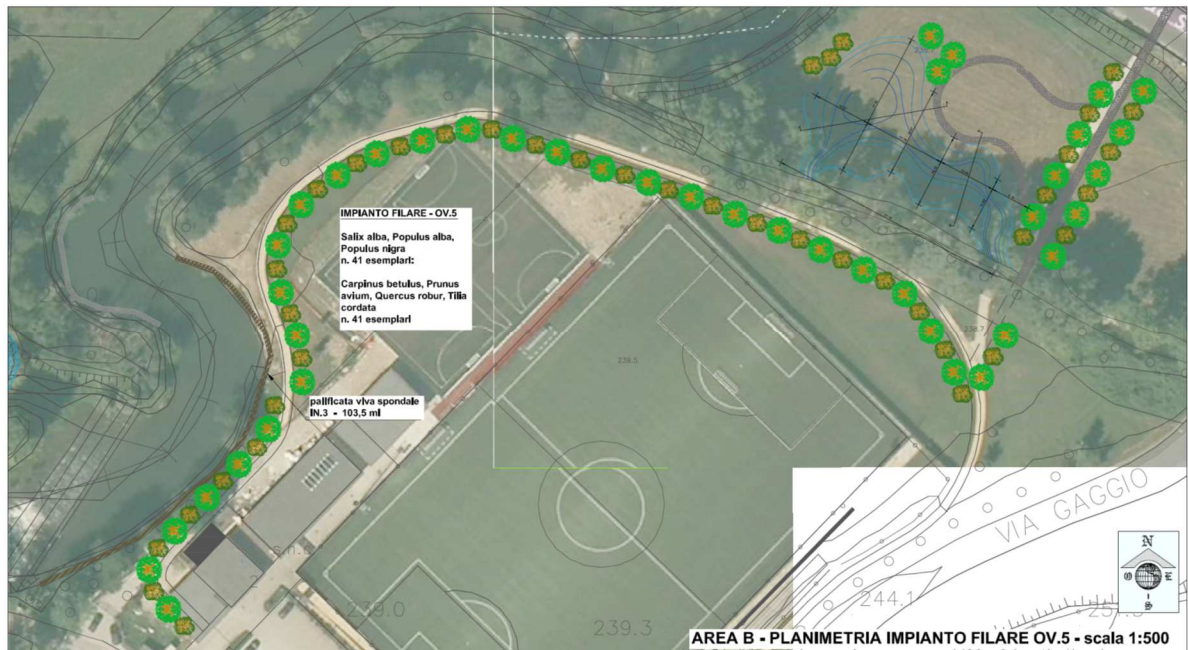 IMPIANTO FILARE - OV.5
Salix alba, Populus alba,
Populus nigra
n. 41 esemplari:
Carpinus betulus, Prunus
avium, Quercus robur, Tilia
cordata
n. 41 esemplari
238.7
239.5
palificata viva spondale
IN.3 - 103,5 ml
VIA GAGGIO
N
O
E
S
239.0
239.3
244.1
AREA B - PLANIMETRIA IMPIANTO FILARE OV.5 - scala 1:500